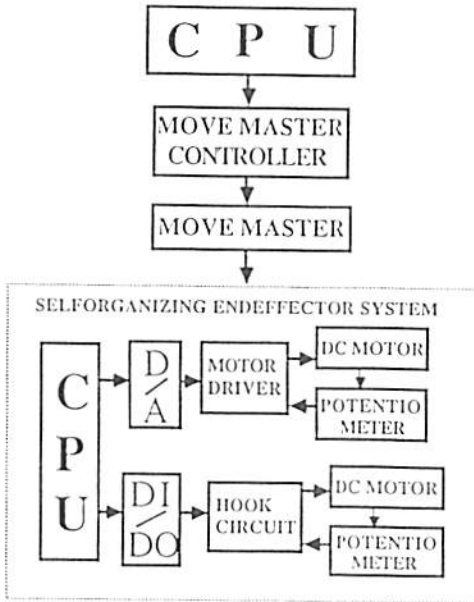 C P U
MOVE MASTER
CONTROLLER
MOVE MASTER
SELFORGANIZING ENDEFFECTOR SYSTEM
C
P
U
D
/
A
MOTOR
DRIVER
DC MOTOR
POTENTIO
METER
DI
/
DO
HOOK
CIRCUIT
DC MOTOR
POTENTIO
METER